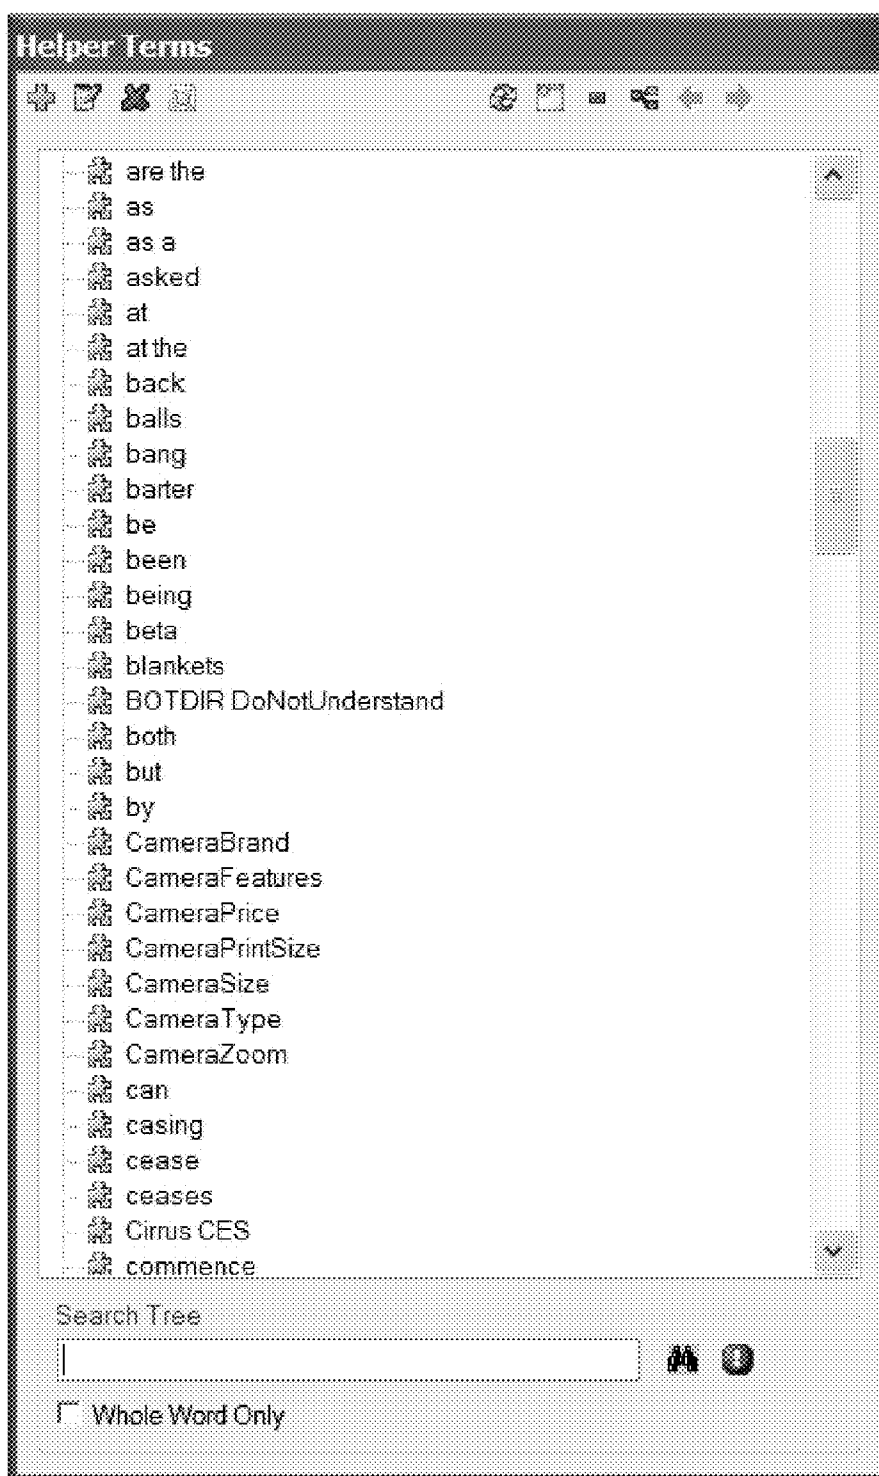 Helper Terms
are the
as
as a
asked
at
at the
back
balls
bang
barter
be
been
being
beta
blankets
BOTDIR DoNotUnderstand
both
but
by
CameraBrand
CameraFeatures
CameraPrice
CameraPrintSize
CameraSize
CameraType
CameraZoom
can
casing
cease
ceases
Cirrus CES
commence
Search Tree
Whole Word Only